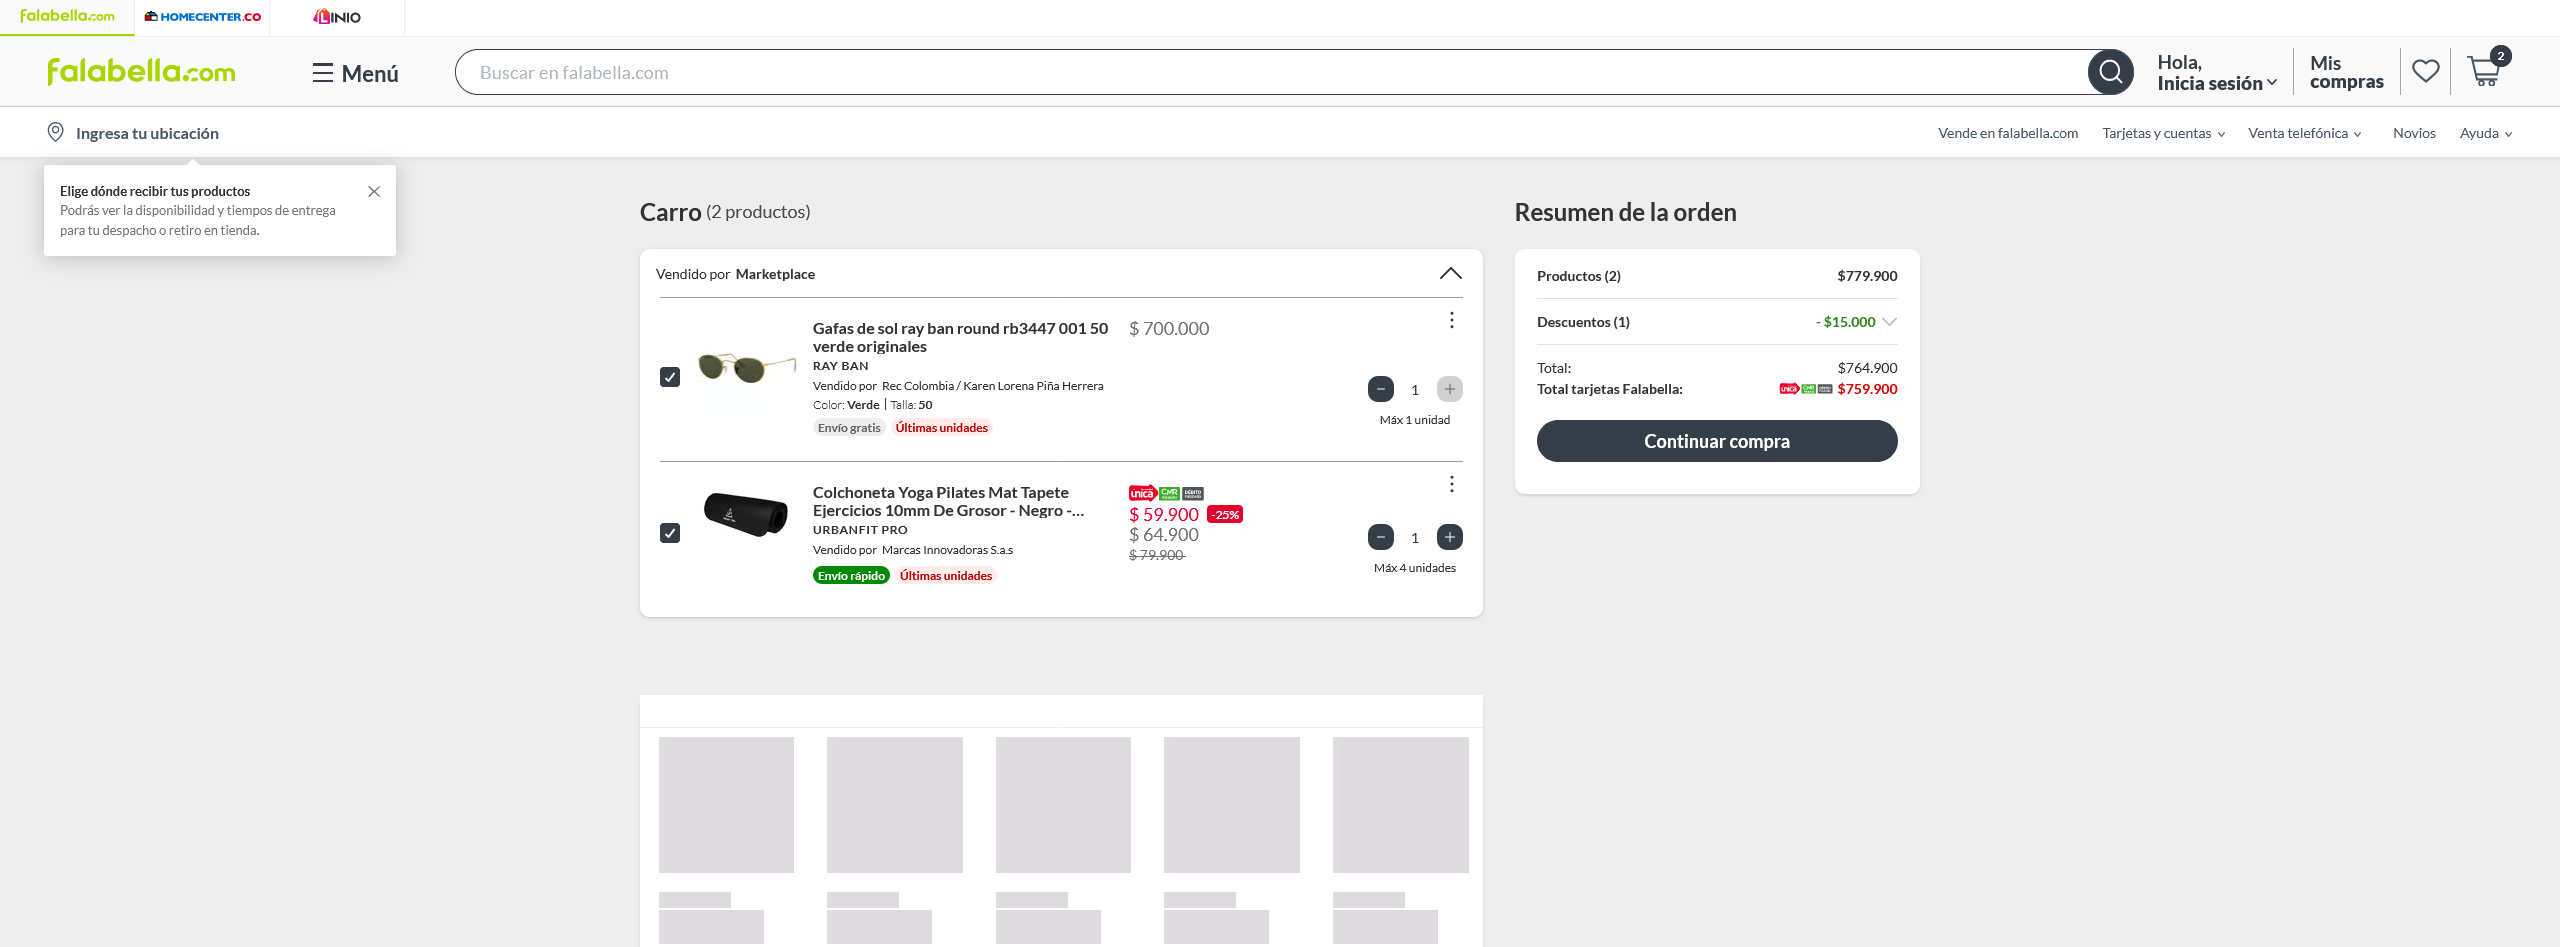 falabella.com
HOMECENTER.CO
LINIO
falabella.com
Menú
Buscar en falabella.com
Hola,
Inicia sesión
Mis
compras
2
Ingresa tu ubicación
Vende en falabella.com
Tarjetas y cuentas
Venta telefónica
Novios
Ayuda
Elige dónde recibir tus productos
Podrás ver la disponibilidad y tiempos de entrega
para tu despacho o retiro en tienda.
Carro (2 productos)
Vendido por Marketplace
Gafas de sol ray ban round rb3447 001 50
verde originales
RAY BAN
Vendido por Rec Colombia / Karen Lorena Piña Herrera
Color: Verde | Talla: 50
Envío gratis
Últimas unidades
$ 700.000
1
Máx 1 unidad
Colchoneta Yoga Pilates Mat Tapete
Ejercicios 10mm De Grosor - Negro -...
URBANFIT PRO
Vendido por Marcas Innovadoras S.a.s
Envío rápido
Últimas unidades
única
CMR
DÉBITO
$ 59.900 -25%
$ 64.900
$ 79.900
1
Máx 4 unidades
Resumen de la orden
Productos (2) $779.900
Descuentos (1) - $15.000
Total: $764.900
Total tarjetas Falabella: única CMR $759.900
Continuar compra